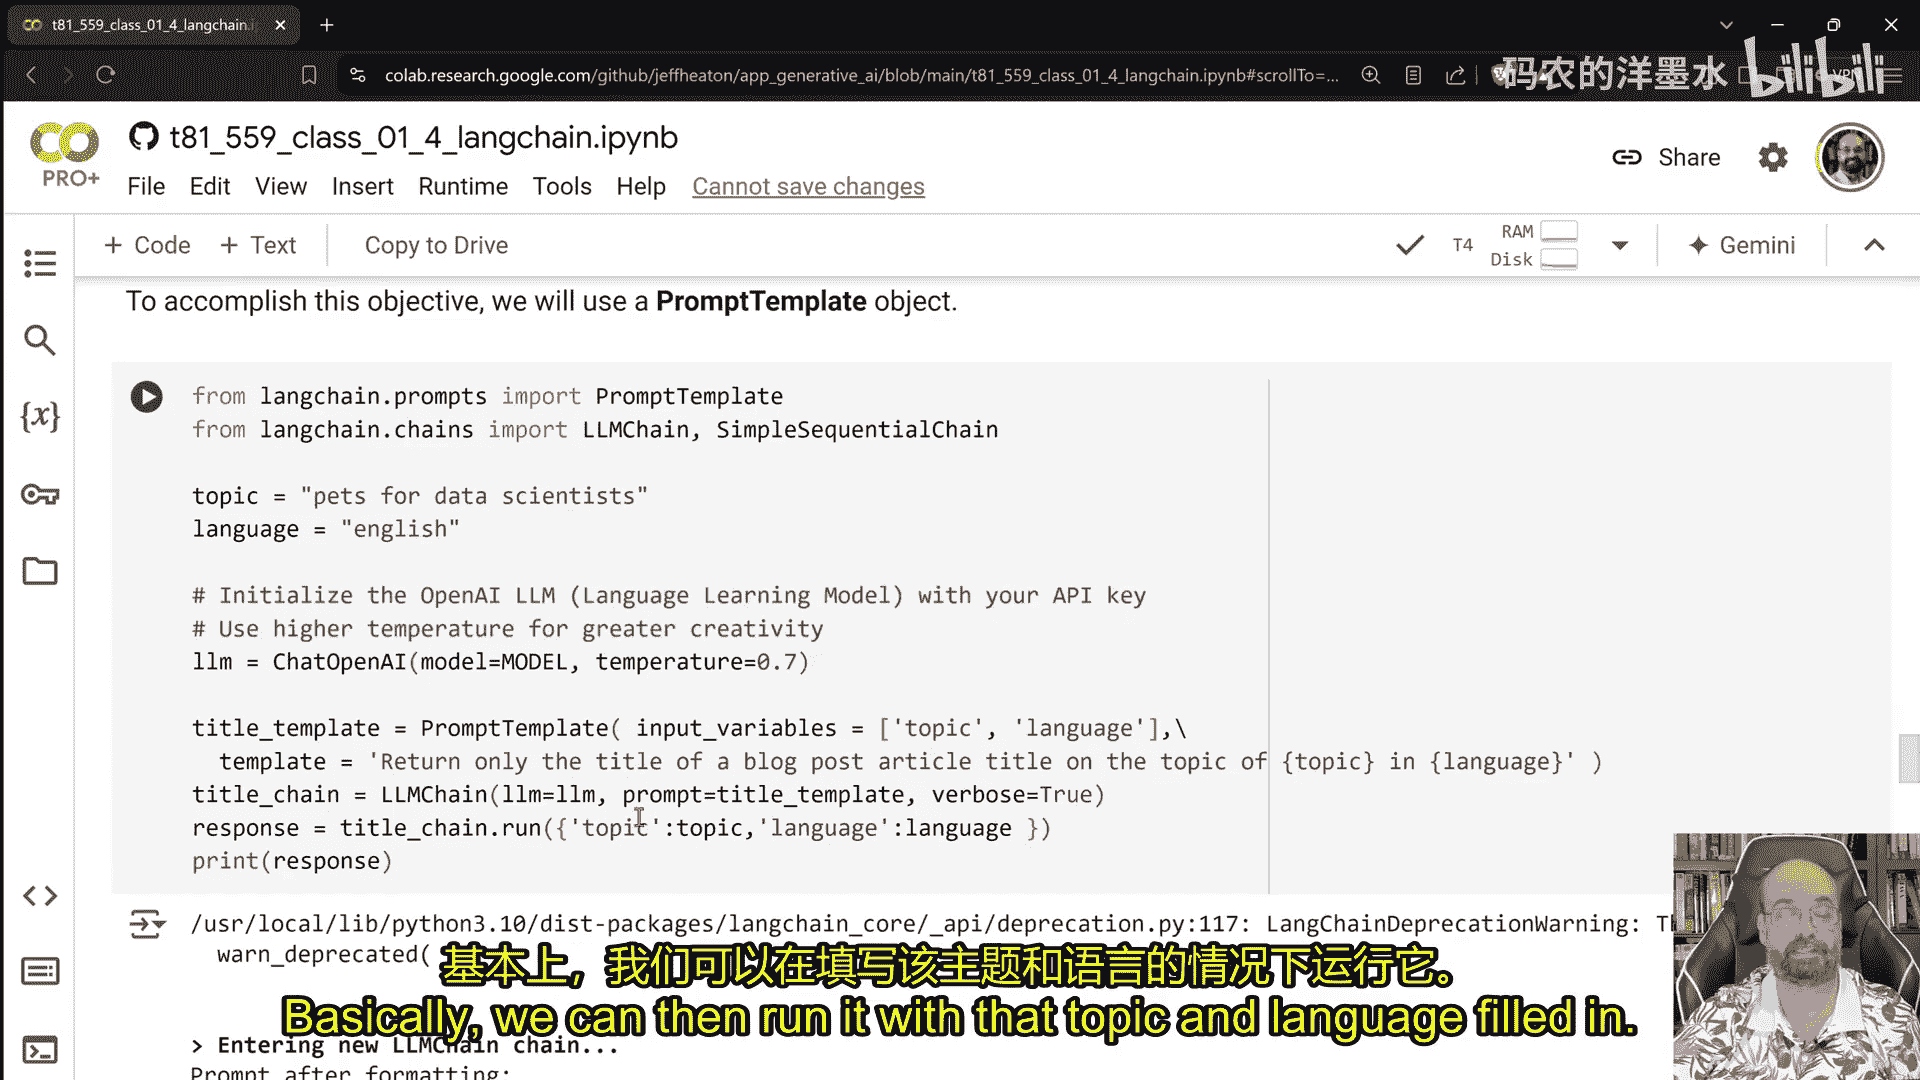 t81_559_class_01_4_langchain.i
colab.research.google.com/github/jeffheaton/app_generative_ai/blob/main/t81_559_class_01_4_langchain.ipynb#scrollTo=...
码农的洋墨水 bilibili
t81_559_class_01_4_langchain.ipynb
PRO+
File Edit View Insert Runtime Tools Help Cannot save changes
Share
+ Code + Text Copy to Drive
T4 RAM Disk
Gemini
To accomplish this objective, we will use a PromptTemplate object.
from langchain.prompts import PromptTemplate
from langchain.chains import LLMChain, SimpleSequentialChain
topic = "pets for data scientists"
language = "english"
# Initialize the OpenAI LLM (Language Learning Model) with your API key
# Use higher temperature for greater creativity
llm = ChatOpenAI(model=MODEL, temperature=0.7)
title_template = PromptTemplate( input_variables = ['topic', 'language'],\
template = 'Return only the title of a blog post article title on the topic of {topic} in {language}' )
title_chain = LLMChain(llm=llm, prompt=title_template, verbose=True)
response = title_chain.run({'topic':topic,'language':language })
print(response)
/usr/local/lib/python3.10/dist-packages/langchain_core/_api/deprecation.py:117: LangChainDeprecationWarning: Th
warn_deprecated(
基本上，我们可以在填写该主题和语言的情况下运行它。
Basically, we can then run it with that topic and language filled in.
> Entering new LLMChain chain...
Prompt after formatting: